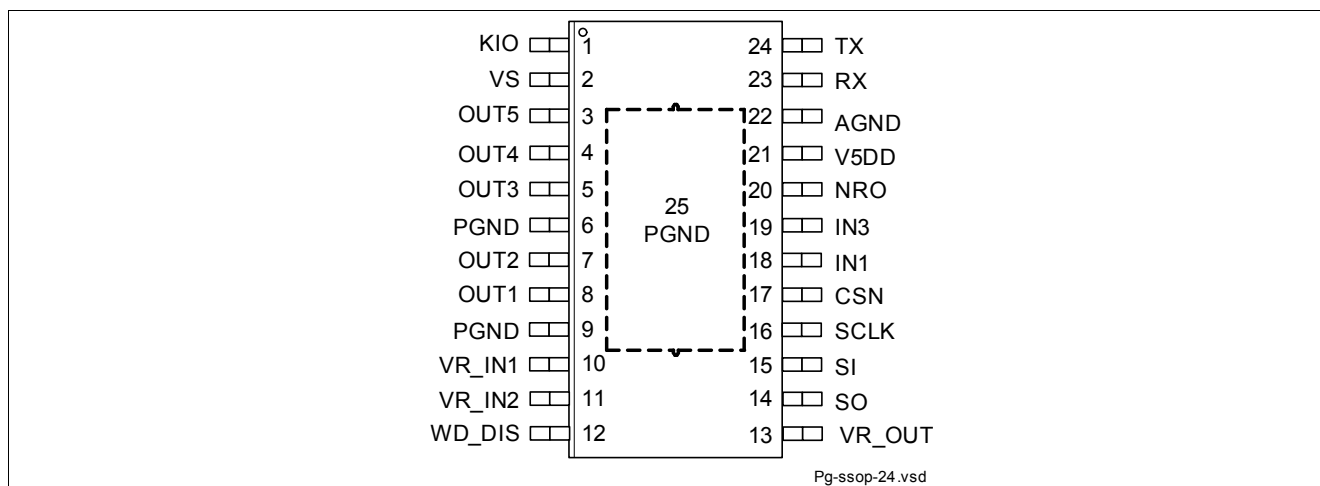 KIO 1 24 TX
VS 2 23 RX
OUT5 3 22 AGND
OUT4 4 21 V5DD
OUT3 5 20 NRO
PGND 6 25 19 IN3
PGND
OUT2 7 18 IN1
OUT1 8 17 CSN
PGND 9 16 SCLK
VR_IN1 10 15 SI
VR_IN2 11 14 SO
WD_DIS 12 13 VR_OUT
Pg-ssop-24.vsd